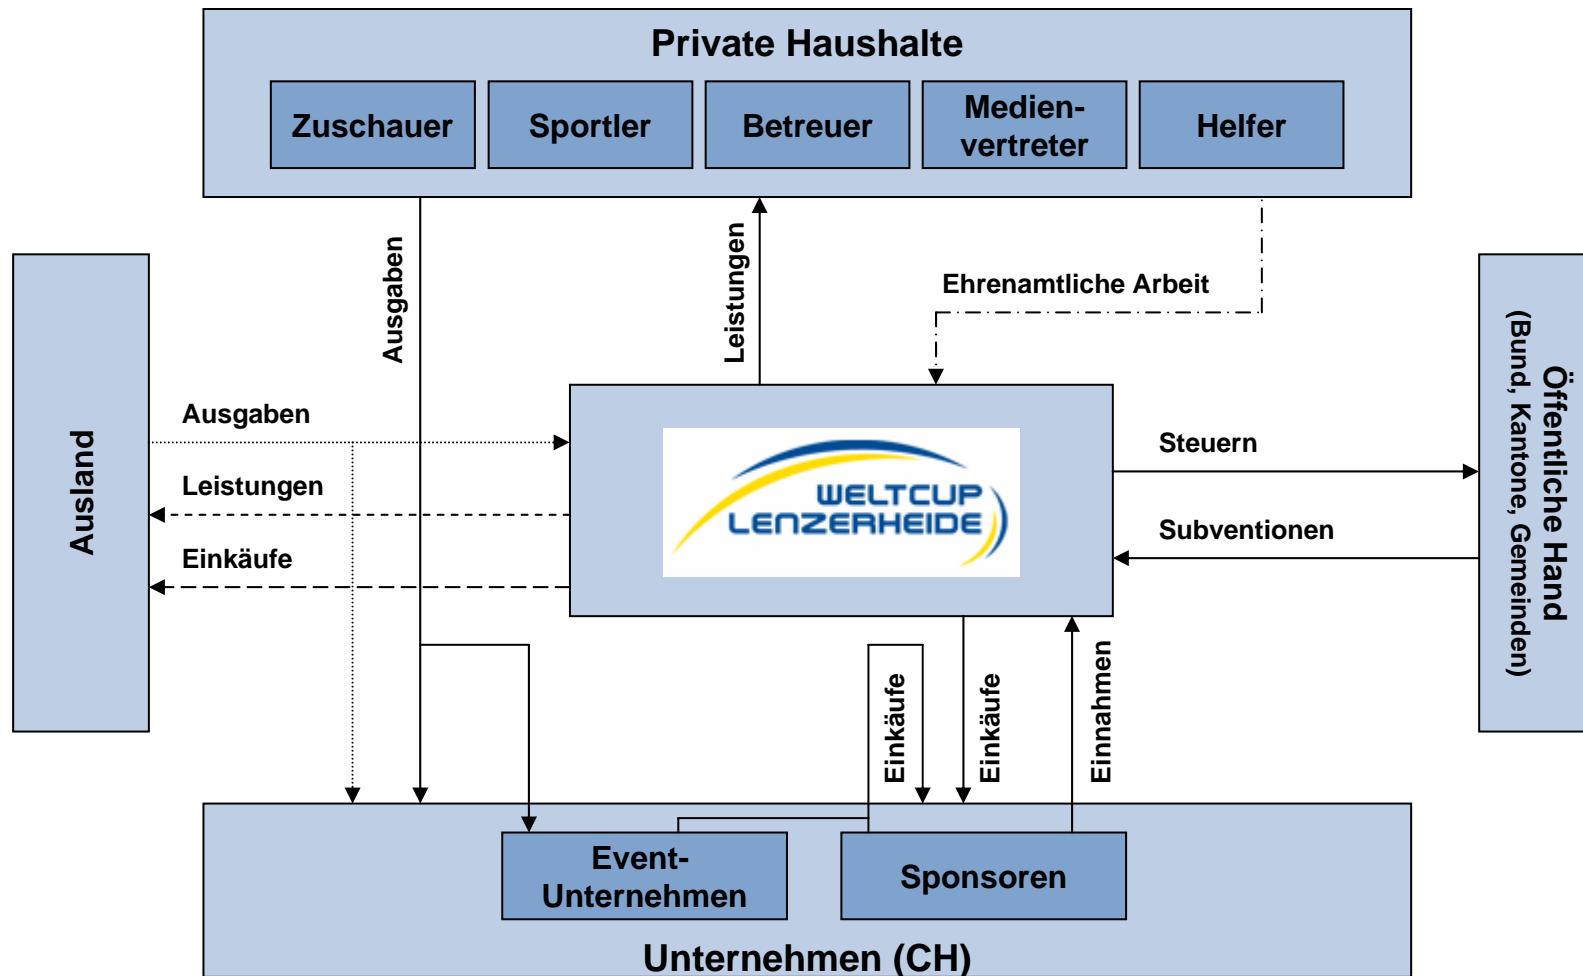 Private Haushalte
Zuschauer
Sportler
Betreuer
Medien-
vertreter
Helfer
Ausgaben
Leistungen
Ehrenamtliche Arbeit
Ausland
Ausgaben
Leistungen
Einkäufe
WELTCUP
LENZERHEIDE
Steuern
Subventionen
Öffentliche Hand
(Bund, Kantone, Gemeinden)
Einkäufe
Einkäufe
Einnahmen
Event-
Unternehmen
Sponsoren
Unternehmen (CH)